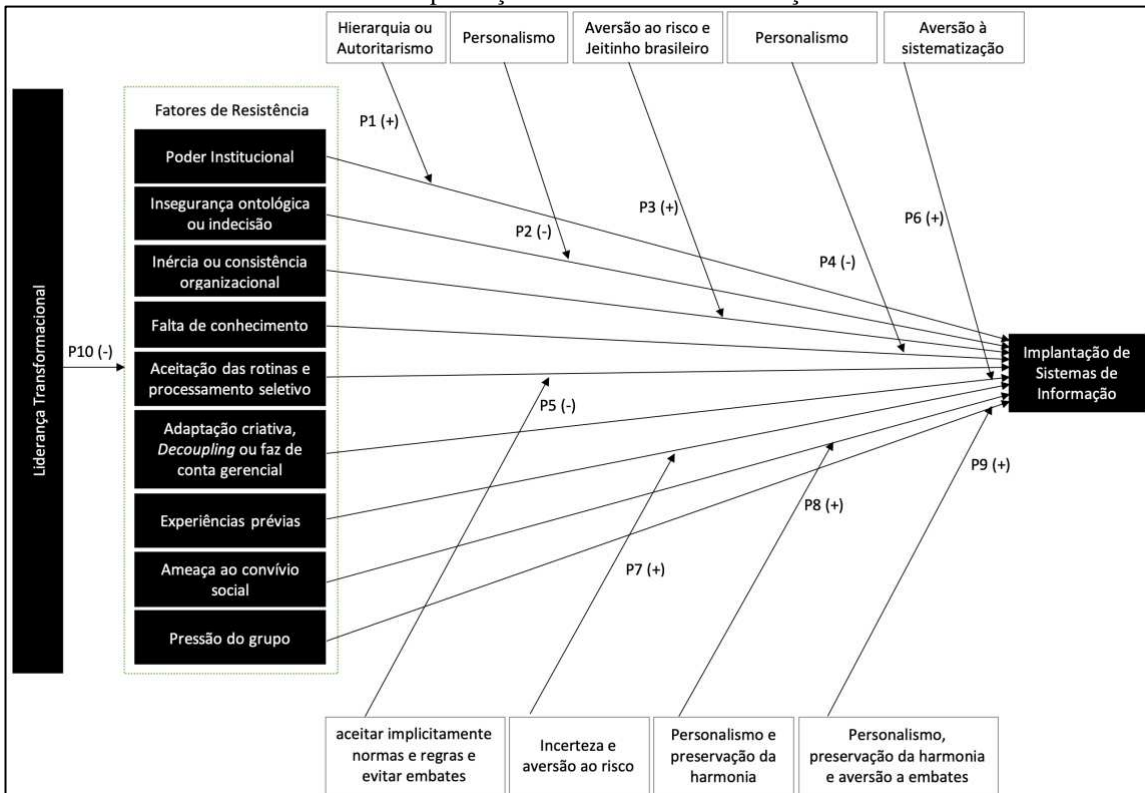 Hierarquia ou
Autoritarismo
Personalismo
Aversão ao risco e
Jeitinho brasileiro
Personalismo
Aversão à
sistematização
Fatores de Resistência
P1 (+)
Poder Institucional
Insegurança ontológica
ou indecisão
P2 (-)
P3 (+)
P6 (+)
P4 (-)
Inércia ou consistência
organizacional
Falta de conhecimento
Liderança Transformacional
P10 (-)
Aceitação das rotinas e
processamento seletivo
Implantação de
Sistemas de
Informação
P5 (-)
Adaptação criativa,
Decoupling ou faz de
conta gerencial
P9 (+)
P8 (+)
Experiências prévias
Ameaça ao convívio
social
P7 (+)
Pressão do grupo
aceitar implicitamente
normas e regras e
evitar embates
Incerteza e
aversão ao risco
Personalismo e
preservação da
harmonia
Personalismo,
preservação da harmonia
e aversão a embates